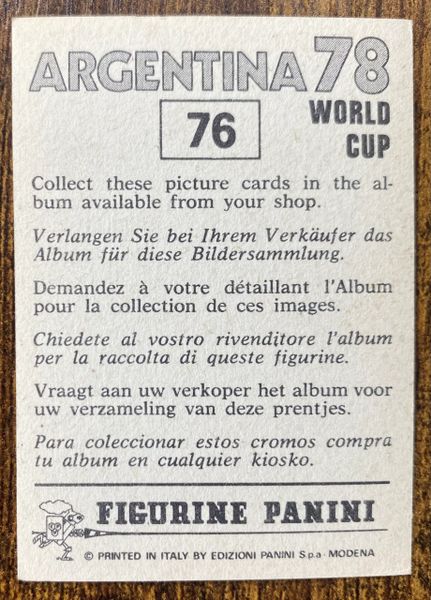 ARGENTINA 78
76
WORLD
CUP
Collect these picture cards in the al-
bum available from your shop.
Verlangen Sie bei Ihrem Verkäufer das
Album für diese Bildersammlung.
Demandez à votre détaillant l'Album
pour la collection de ces images.
Chiedete al vostro rivenditore l'album
per la raccolta di queste figurine.
Vraagt aan uw verkoper het album voor
uw verzameling van deze prentjes.
Para coleccionar estos cromos compra
tu album en cualquier kiosko.
FIGURINE PANINI
© PRINTED IN ITALY BY EDIZIONI PANINI S.p.a - MODENA